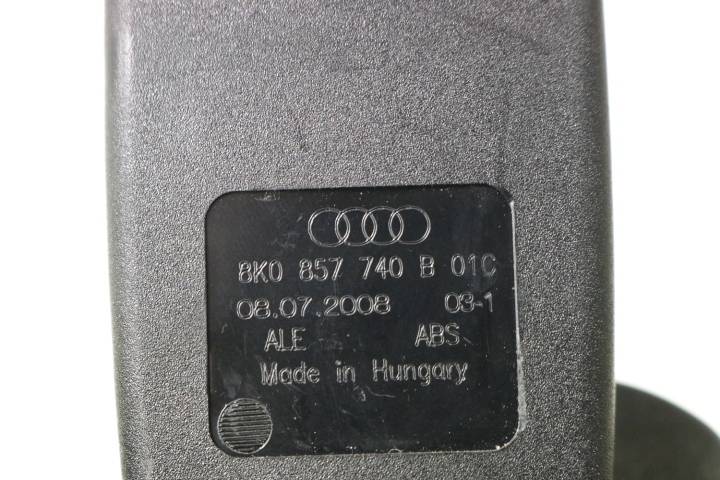 8K0 857 740 B 01C
08.07.2008 03-1
ALE ABS
Made in Hungary